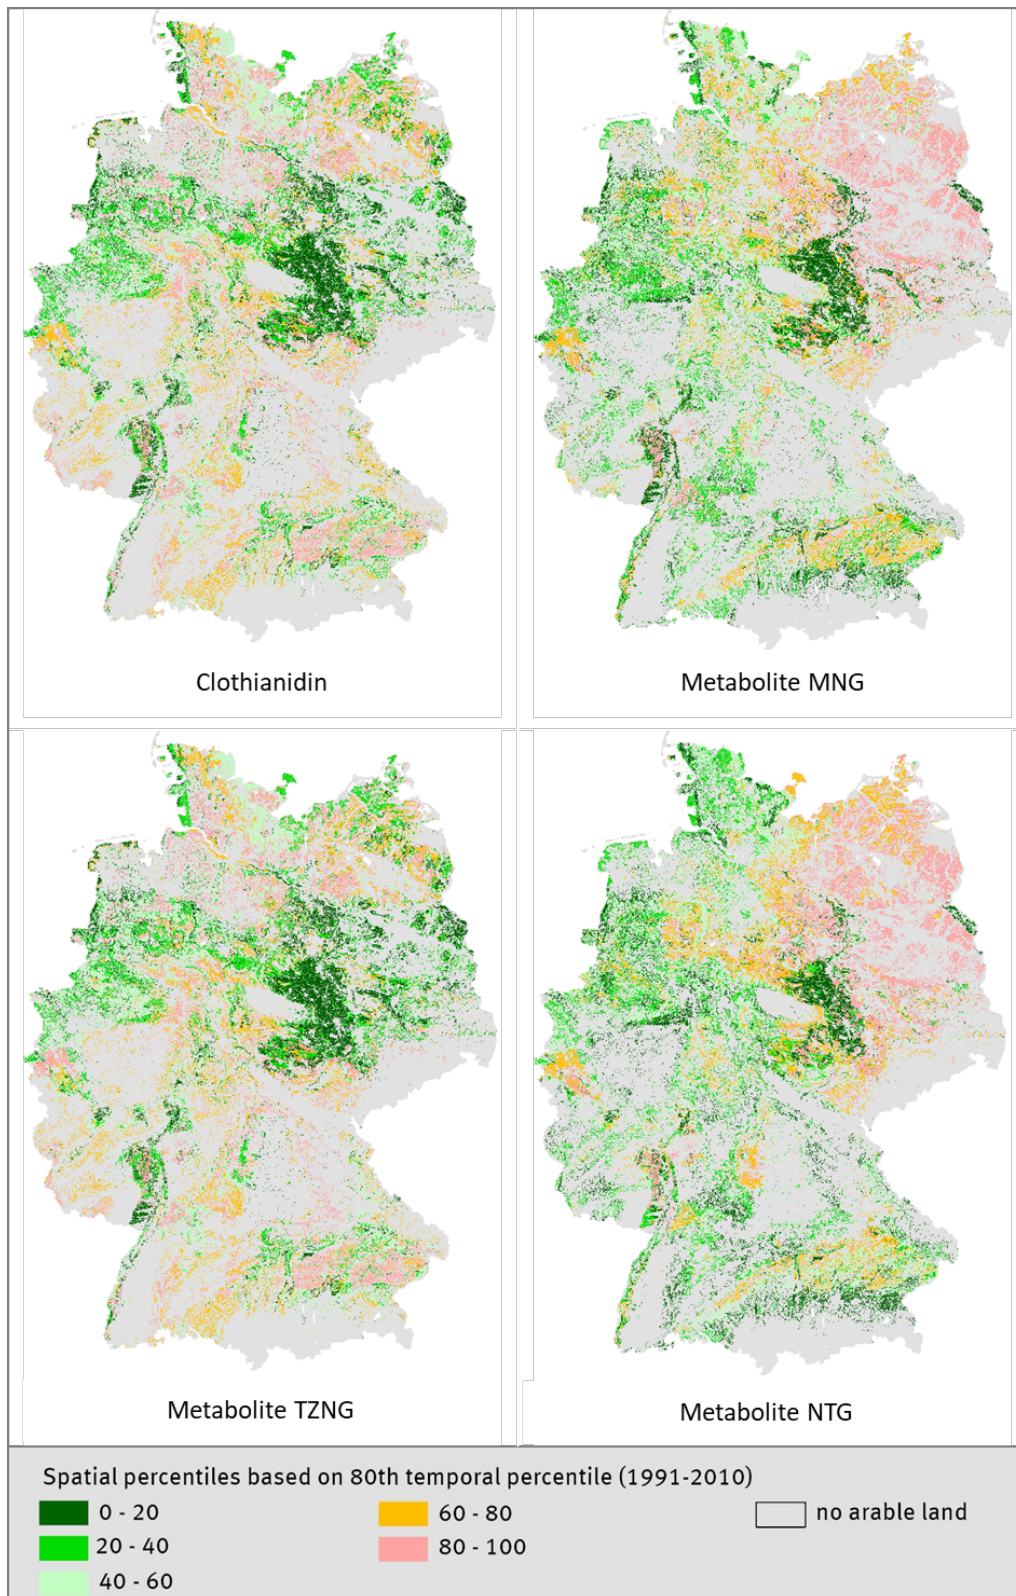 Clothianidin
Metabolite MNG
Metabolite TZNG
Metabolite NTG
Spatial percentiles based on 80th temporal percentile (1991-2010)
0 - 20
60 - 80
no arable land
20 - 40
80 - 100
40 - 60